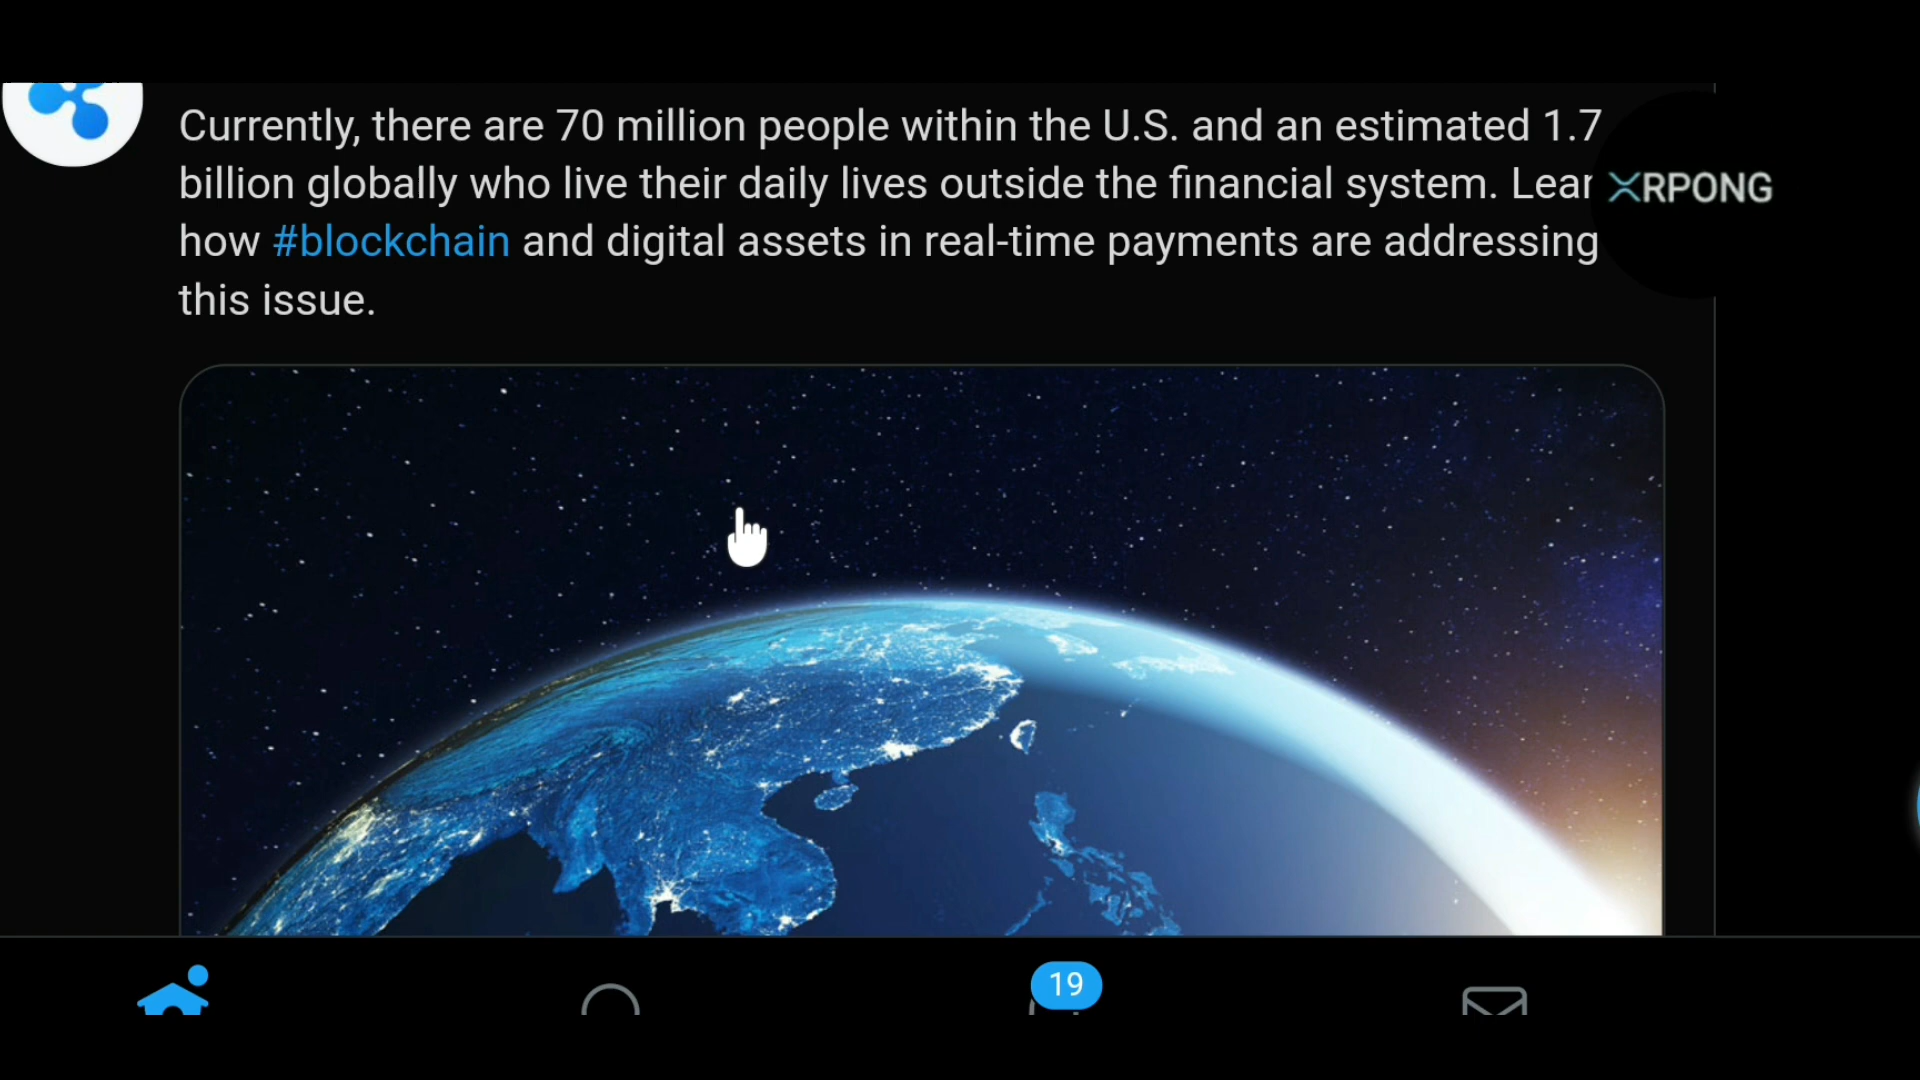 Currently, there are 70 million people within the U.S. and an estimated 1.7
billion globally who live their daily lives outside the financial system. Lear
XRPONG
how #blockchain and digital assets in real-time payments are addressing
this issue.
19